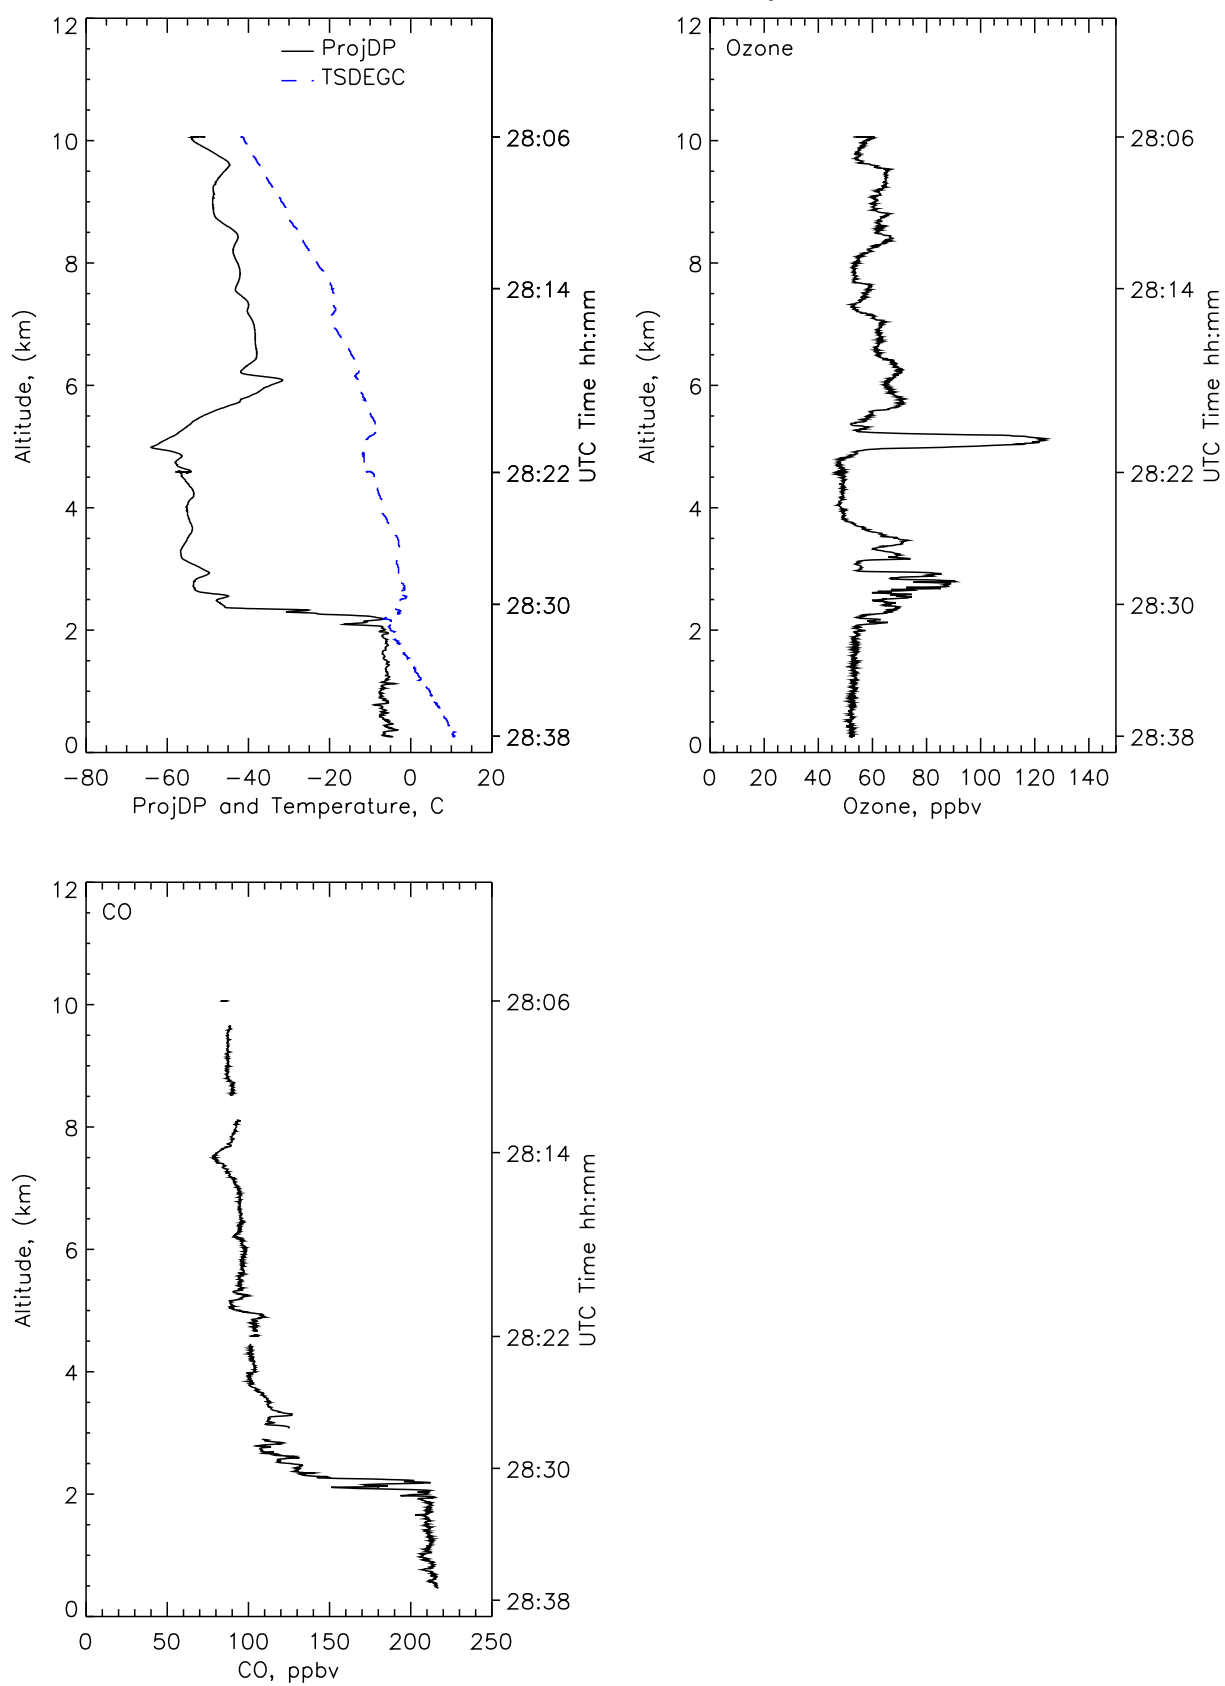 ProjDP
TSDEGC
12
10
8
6
4
2
0
Altitude, (km)
28:06
28:14
28:22
28:30
28:38
UTC Time hh:mm
−80 −60 −40 −20 0 20
ProjDP and Temperature, C
Ozone
12
10
8
6
4
2
0
Altitude, (km)
28:06
28:14
28:22
28:30
28:38
UTC Time hh:mm
0 20 40 60 80 100 120 140
Ozone, ppbv
CO
12
10
8
6
4
2
0
Altitude, (km)
28:06
28:14
28:22
28:30
28:38
UTC Time hh:mm
0 50 100 150 200 250
CO, ppbv